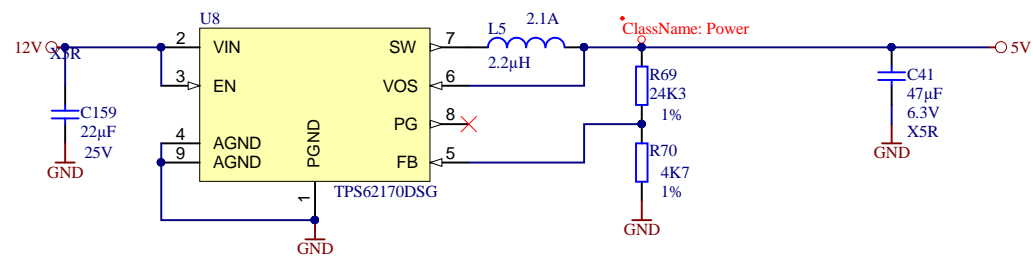 U8
L5 2.1A
ClassName: Power
12V
X5R
2 VIN
SW 7
2.2µH
5V
3 EN
VOS 6
R69
24K3
1%
C41
47µF
6.3V
X5R
C159
22µF
25V
PG 8
4 AGND
9 AGND
PGND
FB 5
R70
4K7
1%
GND
GND
1
TPS62170DSG
GND
GND